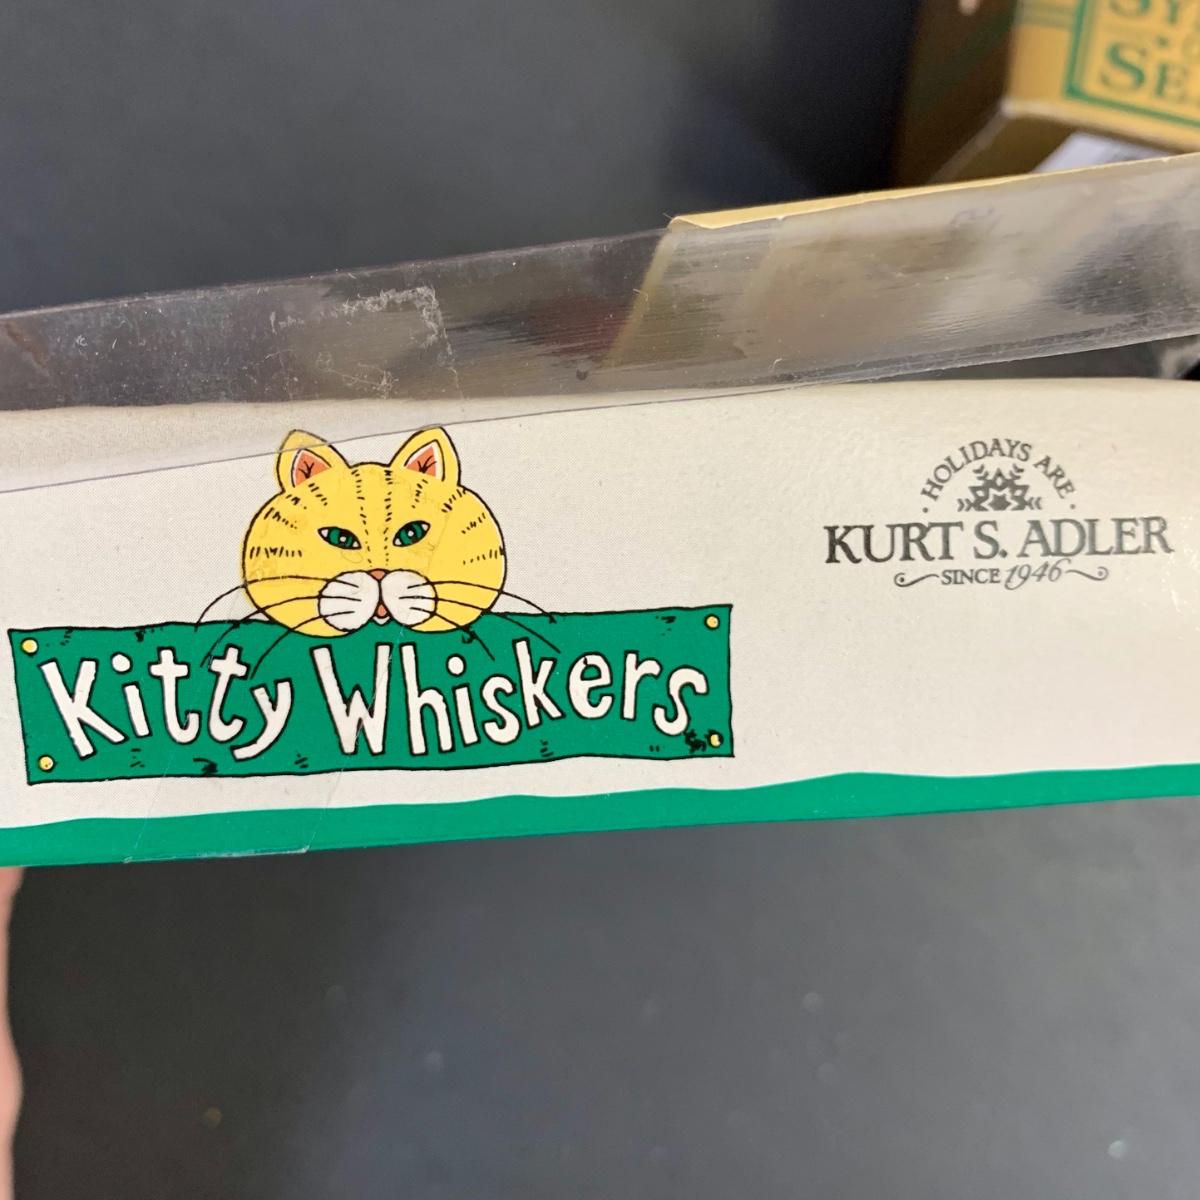 Kitty Whiskers
· HOLIDAYS ARE ·
KURT S. ADLER
SINCE 1946